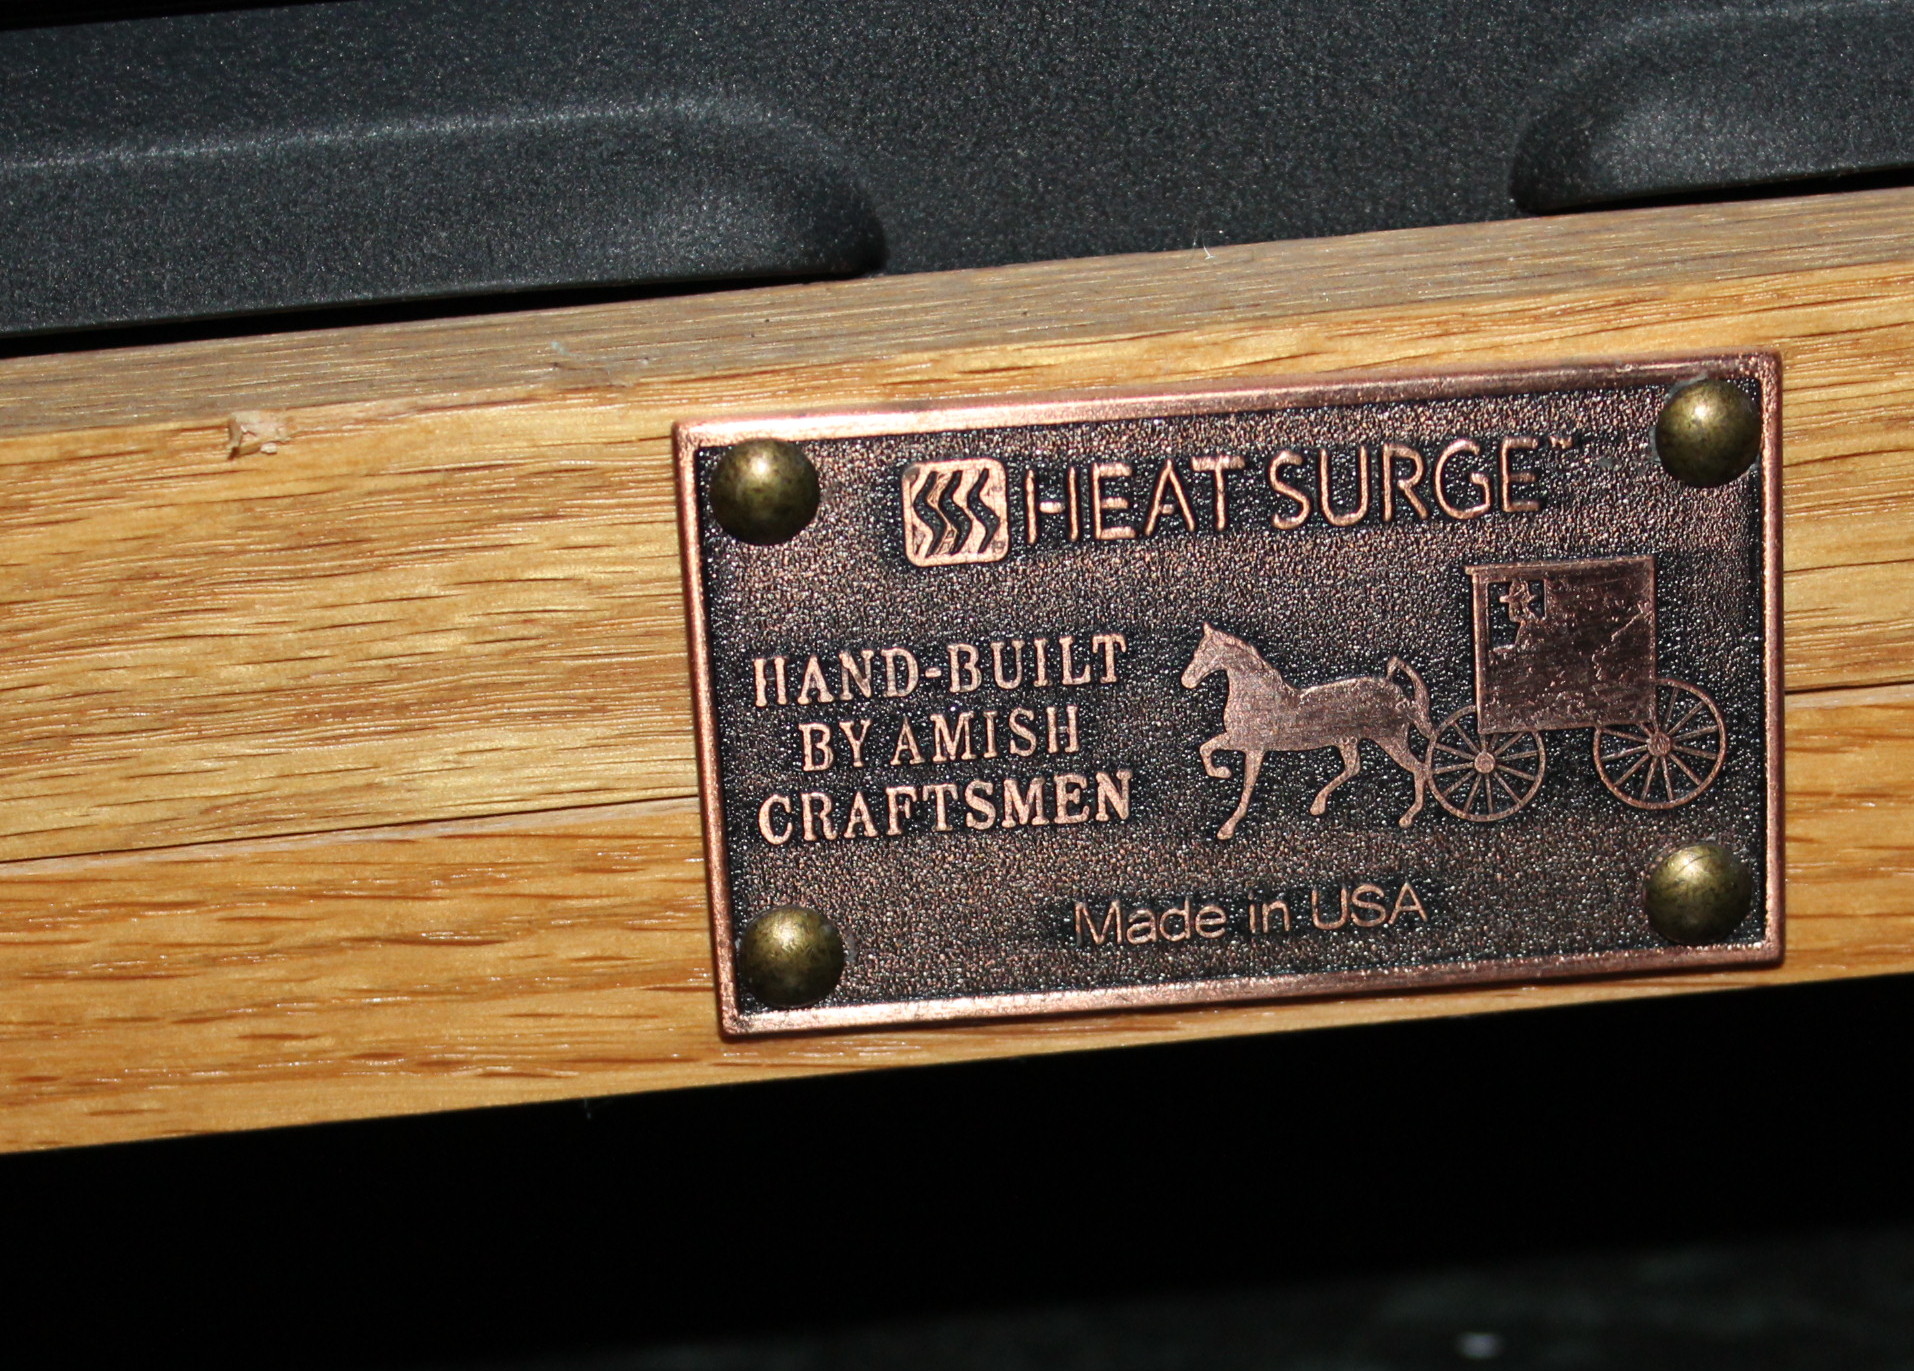 HEAT SURGE™
HAND-BUILT
BY AMISH
CRAFTSMEN
Made in USA